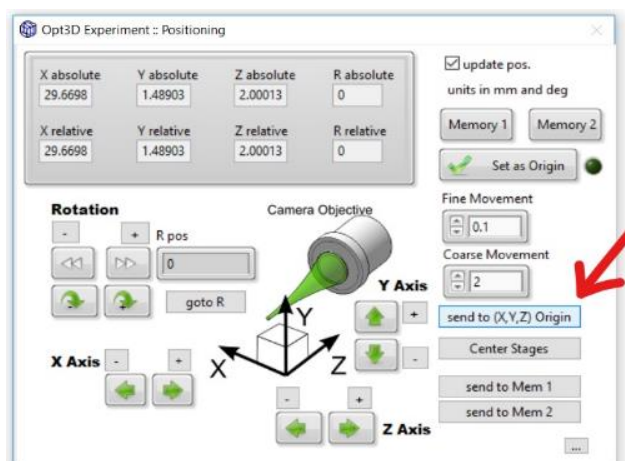 Opt3D Experiment :: Positioning
X absolute Y absolute Z absolute R absolute
29.6698 1.48903 2.00013 0
X relative Y relative Z relative R relative
29.6698 1.48903 2.00013 0
update pos.
units in mm and deg
Memory 1 Memory 2
Set as Origin
Fine Movement
0.1
Coarse Movement
2
send to (X,Y,Z) Origin
Center Stages
send to Mem 1
send to Mem 2
...
Rotation
- + R pos
0
goto R
Camera Objective
Y Axis
+
-
X Axis - +
X Y Z
- +
Z Axis